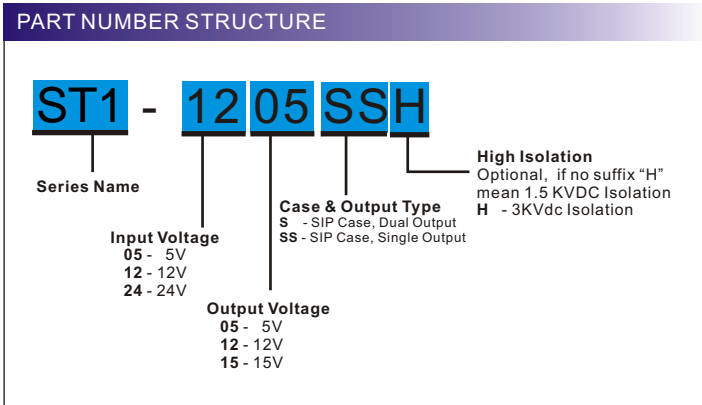 PART NUMBER STRUCTURE
ST1 - 12 05 SS H
High Isolation
Optional, if no suffix “H”
mean 1.5 KVDC Isolation
H - 3KVdc Isolation
Series Name
Case & Output Type
S - SIP Case, Dual Output
SS - SIP Case, Single Output
Input Voltage
05 - 5V
12 - 12V
24 - 24V
Output Voltage
05 - 5V
12 - 12V
15 - 15V